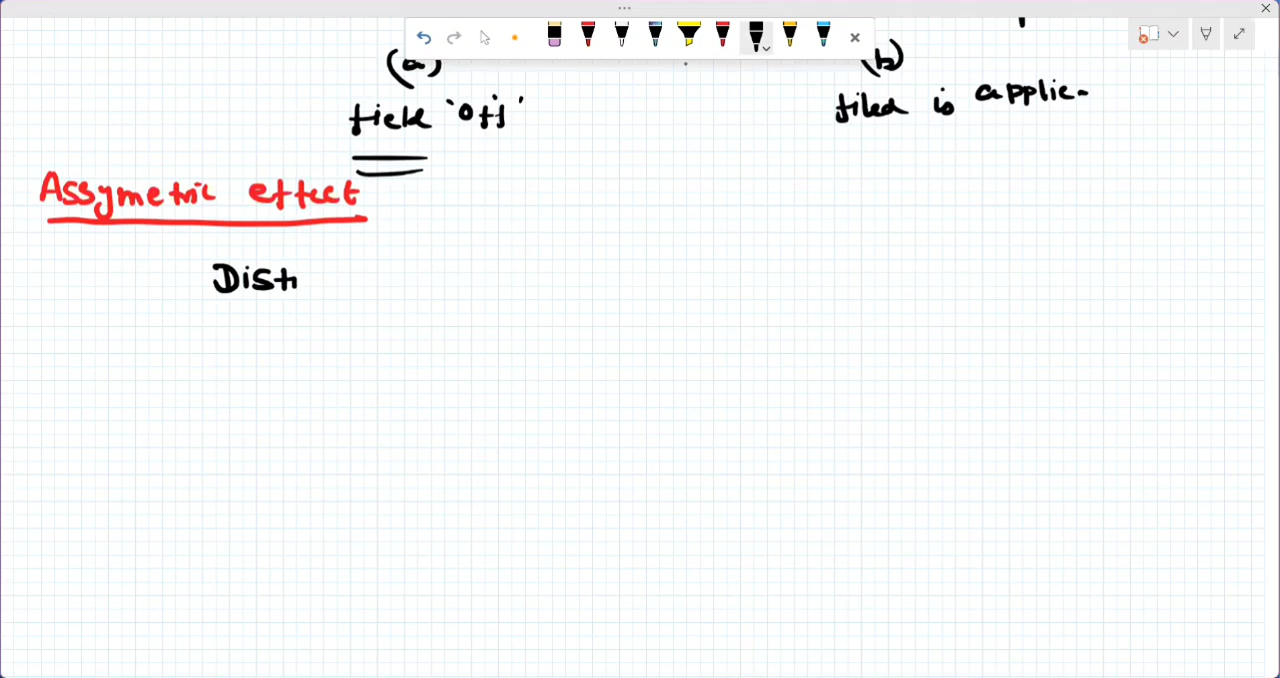 (a)
(b)
field 'Off'
filed is applie-
Assymetric effect
Dist